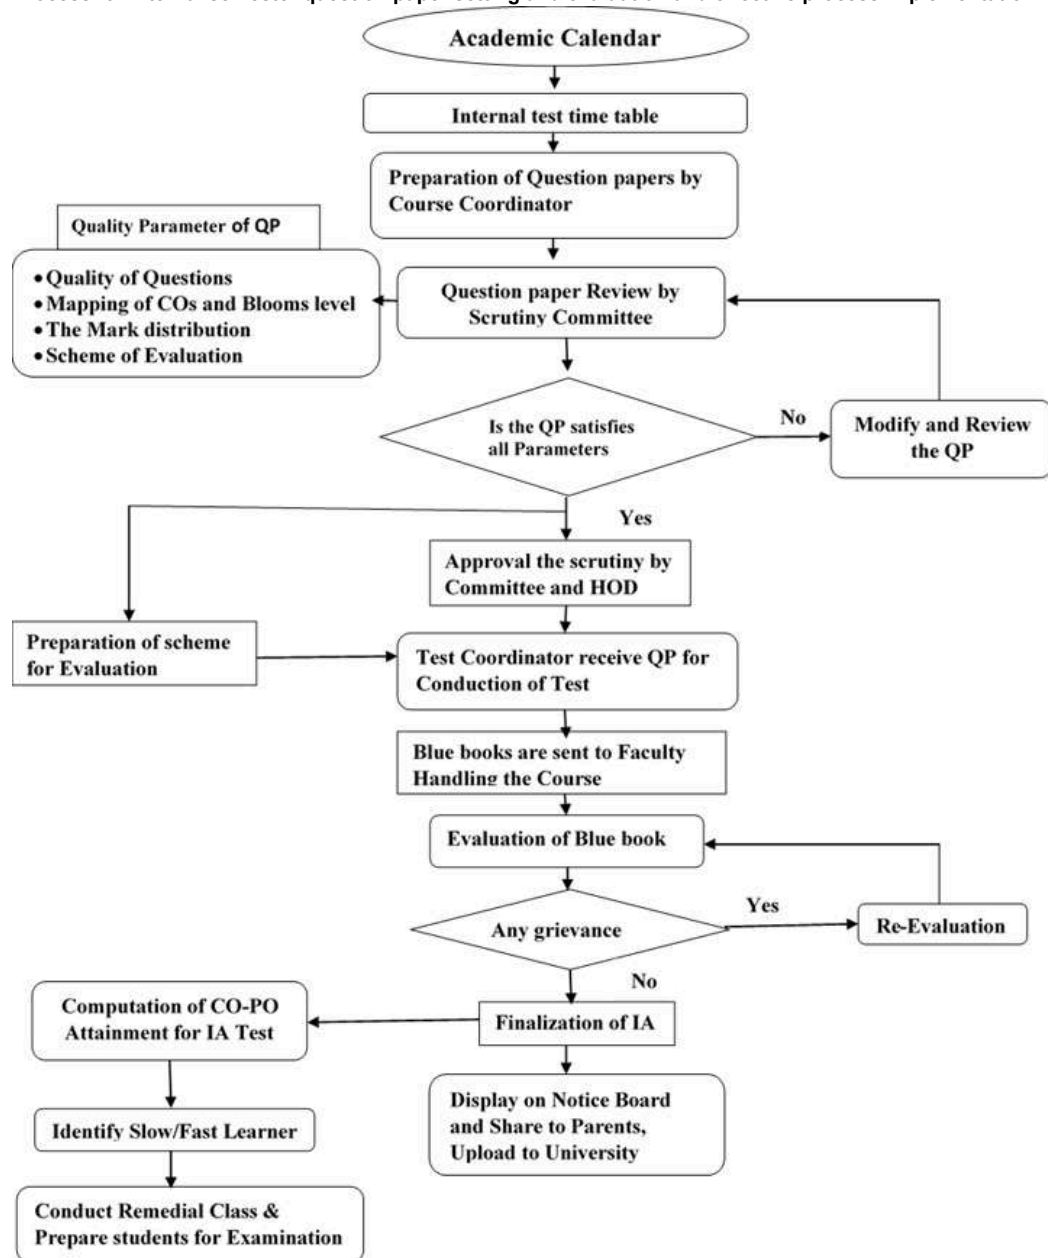 Academic Calendar
Internal test time table
Preparation of Question papers by
Course Coordinator
Quality Parameter of QP
• Quality of Questions
• Mapping of COs and Blooms level
• The Mark distribution
• Scheme of Evaluation
Question paper Review by
Scrutiny Committee
Is the QP satisfies
all Parameters
No
Modify and Review
the QP
Yes
Approval the scrutiny by
Committee and HOD
Preparation of scheme
for Evaluation
Test Coordinator receive QP for
Conduction of Test
Blue books are sent to Faculty
Handling the Course
Evaluation of Blue book
Any grievance
Yes
Re-Evaluation
No
Finalization of IA
Computation of CO-PO
Attainment for IA Test
Display on Notice Board
and Share to Parents,
Upload to University
Identify Slow/Fast Learner
Conduct Remedial Class &
Prepare students for Examination